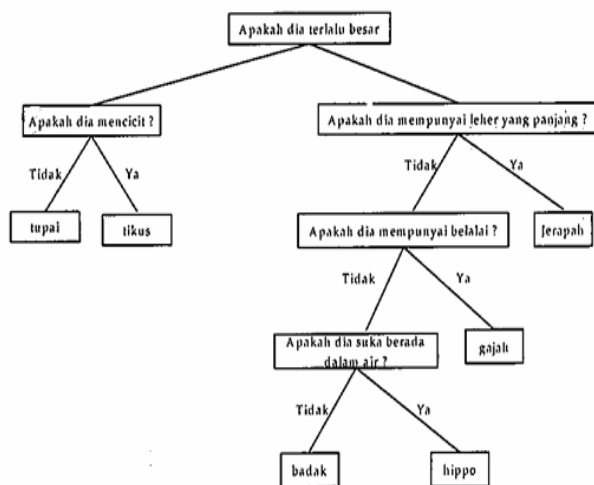 Apakah dia terlalu besar
Apakah dia mencicit ?
Apakah dia mempunyai leher yang panjang ?
Tidak
Ya
Tidak
Ya
tupai
tikus
Apakah dia mempunyai belalai ?
Jerapah
Tidak
Ya
Apakah dia suka berada
dalam air ?
gajah
Tidak
Ya
badak
hippo